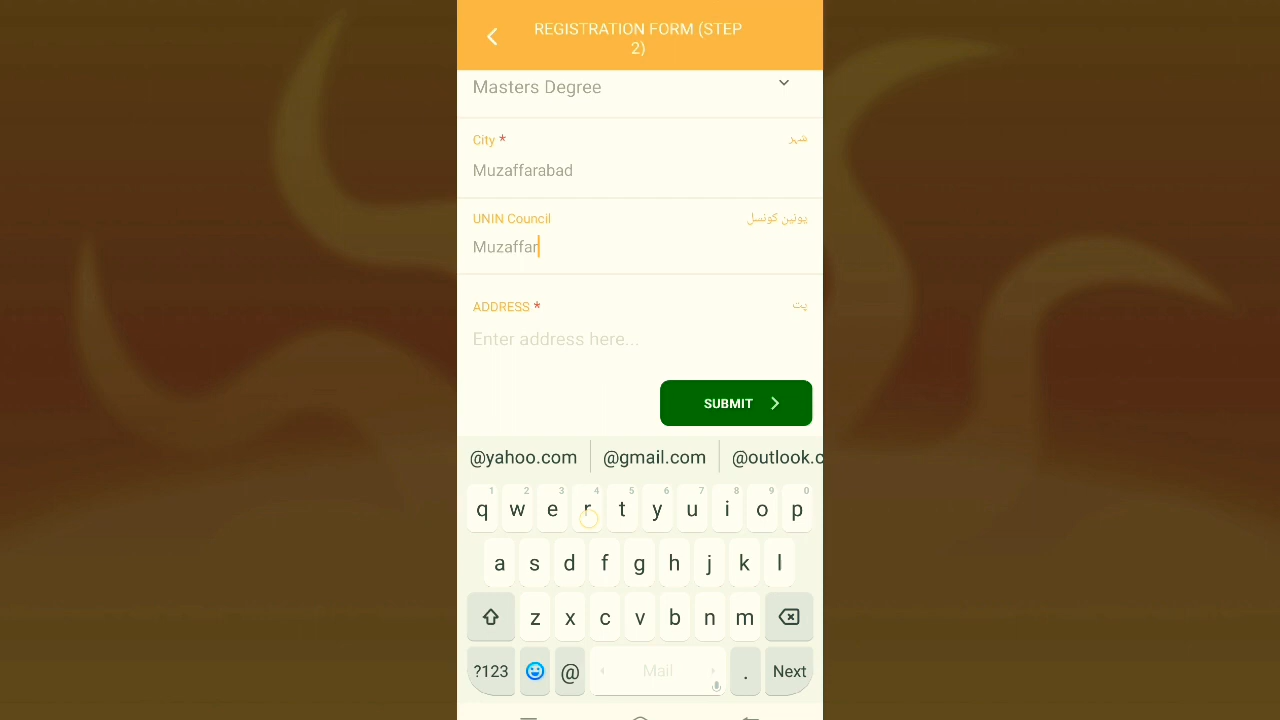 REGISTRATION FORM (STEP
2)
Masters Degree
City * شہر
Muzaffarabad
UNIN Council یونین کونسل
Muzaffar
ADDRESS * پتہ
Enter address here...
SUBMIT
@yahoo.com @gmail.com @outlook.c
1 2 3 4 5 6 7 8 9 0
q w e r t y u i o p
a s d f g h j k l
z x c v b n m
?123 @ Mail . Next